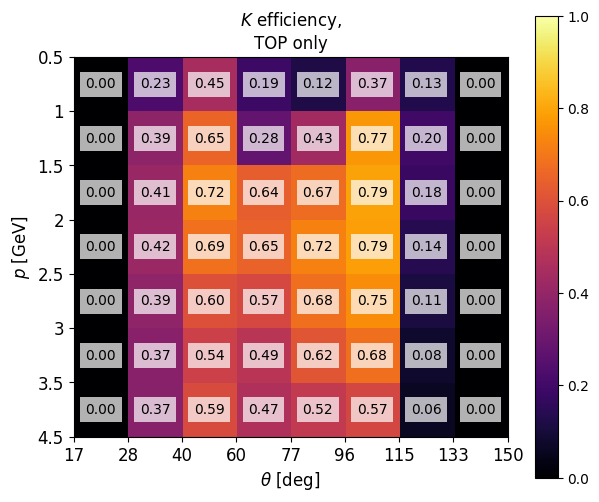 K efficiency,
TOP only
0.5 0.00 0.23 0.45 0.19 0.12 0.37 0.13 0.00
1 0.00 0.39 0.65 0.28 0.43 0.77 0.20 0.00
1.5 0.00 0.41 0.72 0.64 0.67 0.79 0.18 0.00
2 0.00 0.42 0.69 0.65 0.72 0.79 0.14 0.00
2.5 0.00 0.39 0.60 0.57 0.68 0.75 0.11 0.00
3 0.00 0.37 0.54 0.49 0.62 0.68 0.08 0.00
3.5 0.00 0.37 0.59 0.47 0.52 0.57 0.06 0.00
4.5
p [GeV]
17 28 40 60 77 96 115 133 150
θ [deg]
1.0
0.8
0.6
0.4
0.2
0.0